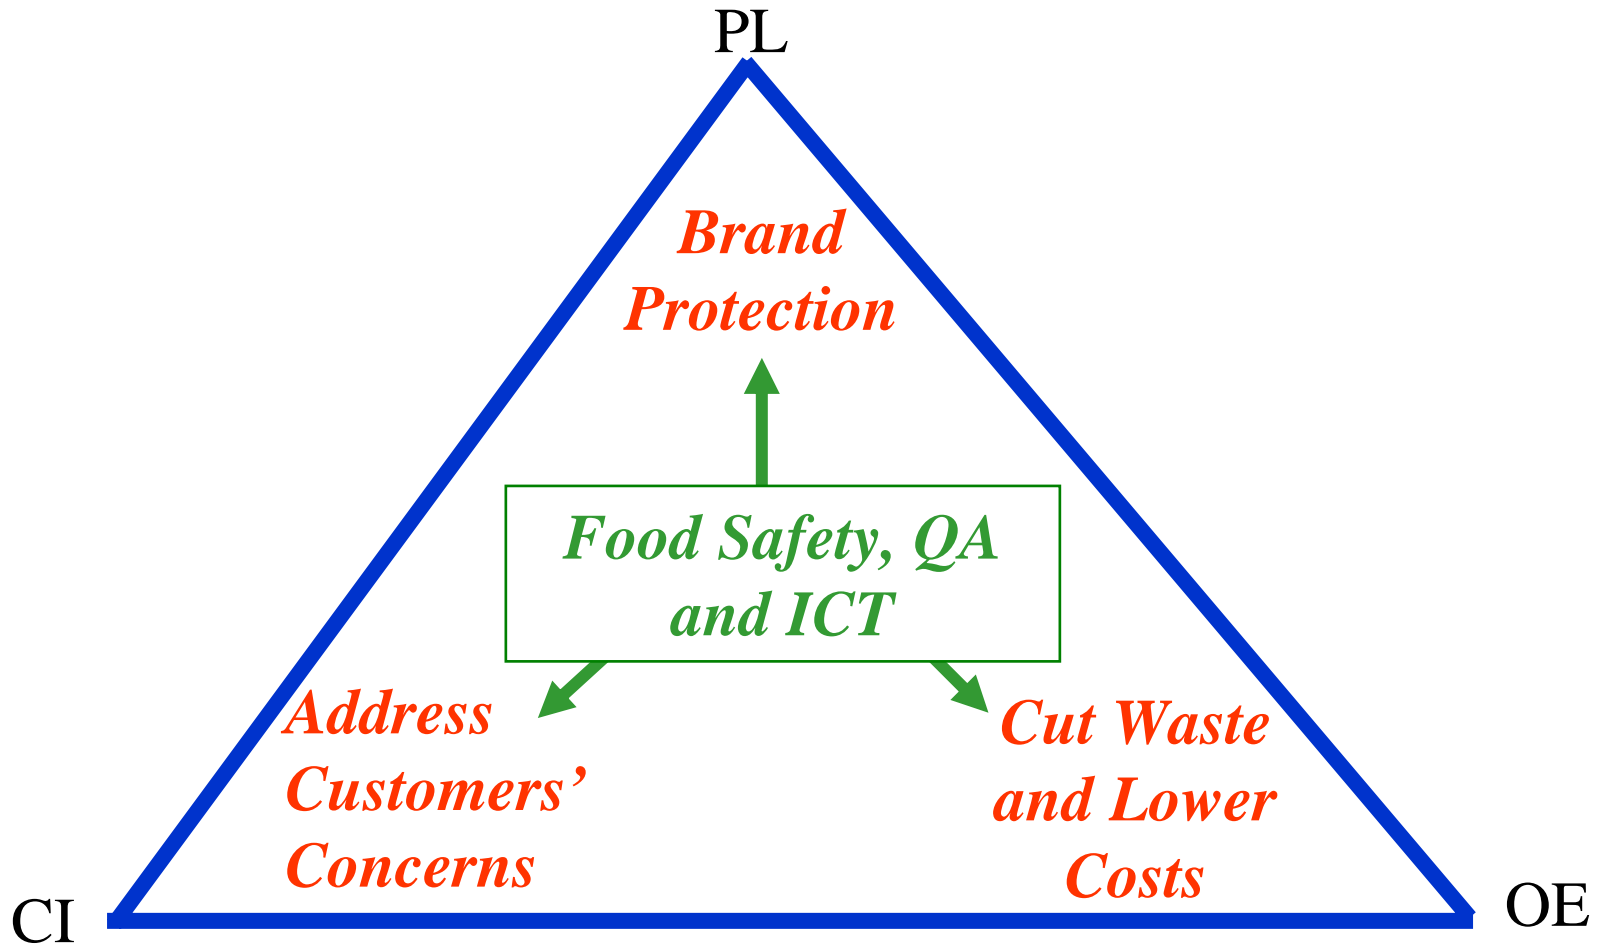 PL
Brand
Protection
Food Safety, QA
and ICT
Address
Customers’
Concerns
Cut Waste
and Lower
Costs
CI
OE